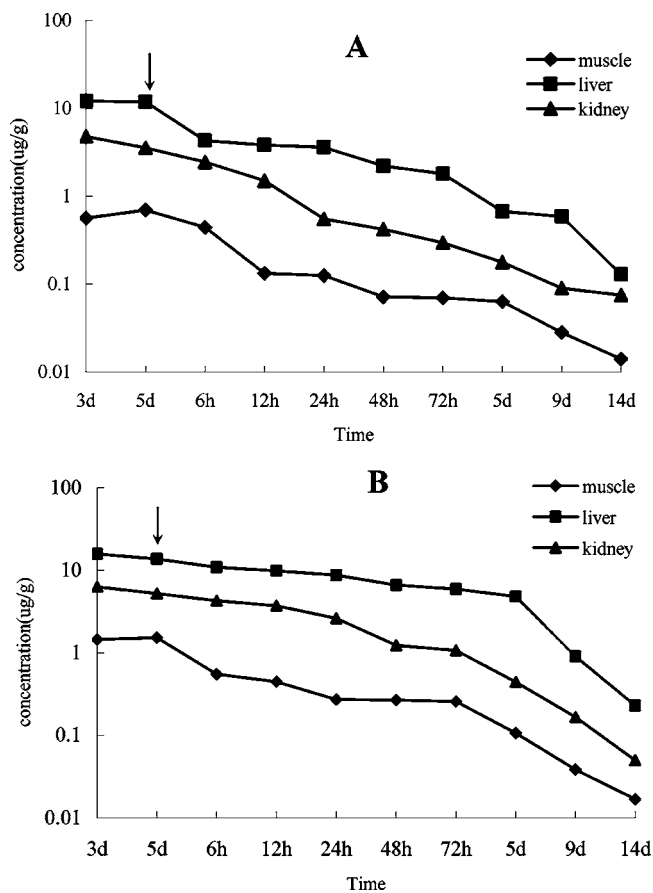 A
muscle
liver
kidney
100
10
1
0.1
0.01
concentration(ug/g)
3d 5d 6h 12h 24h 48h 72h 5d 9d 14d
Time
B
muscle
liver
kidney
100
10
1
0.1
0.01
concentration(ug/g)
3d 5d 6h 12h 24h 48h 72h 5d 9d 14d
Time